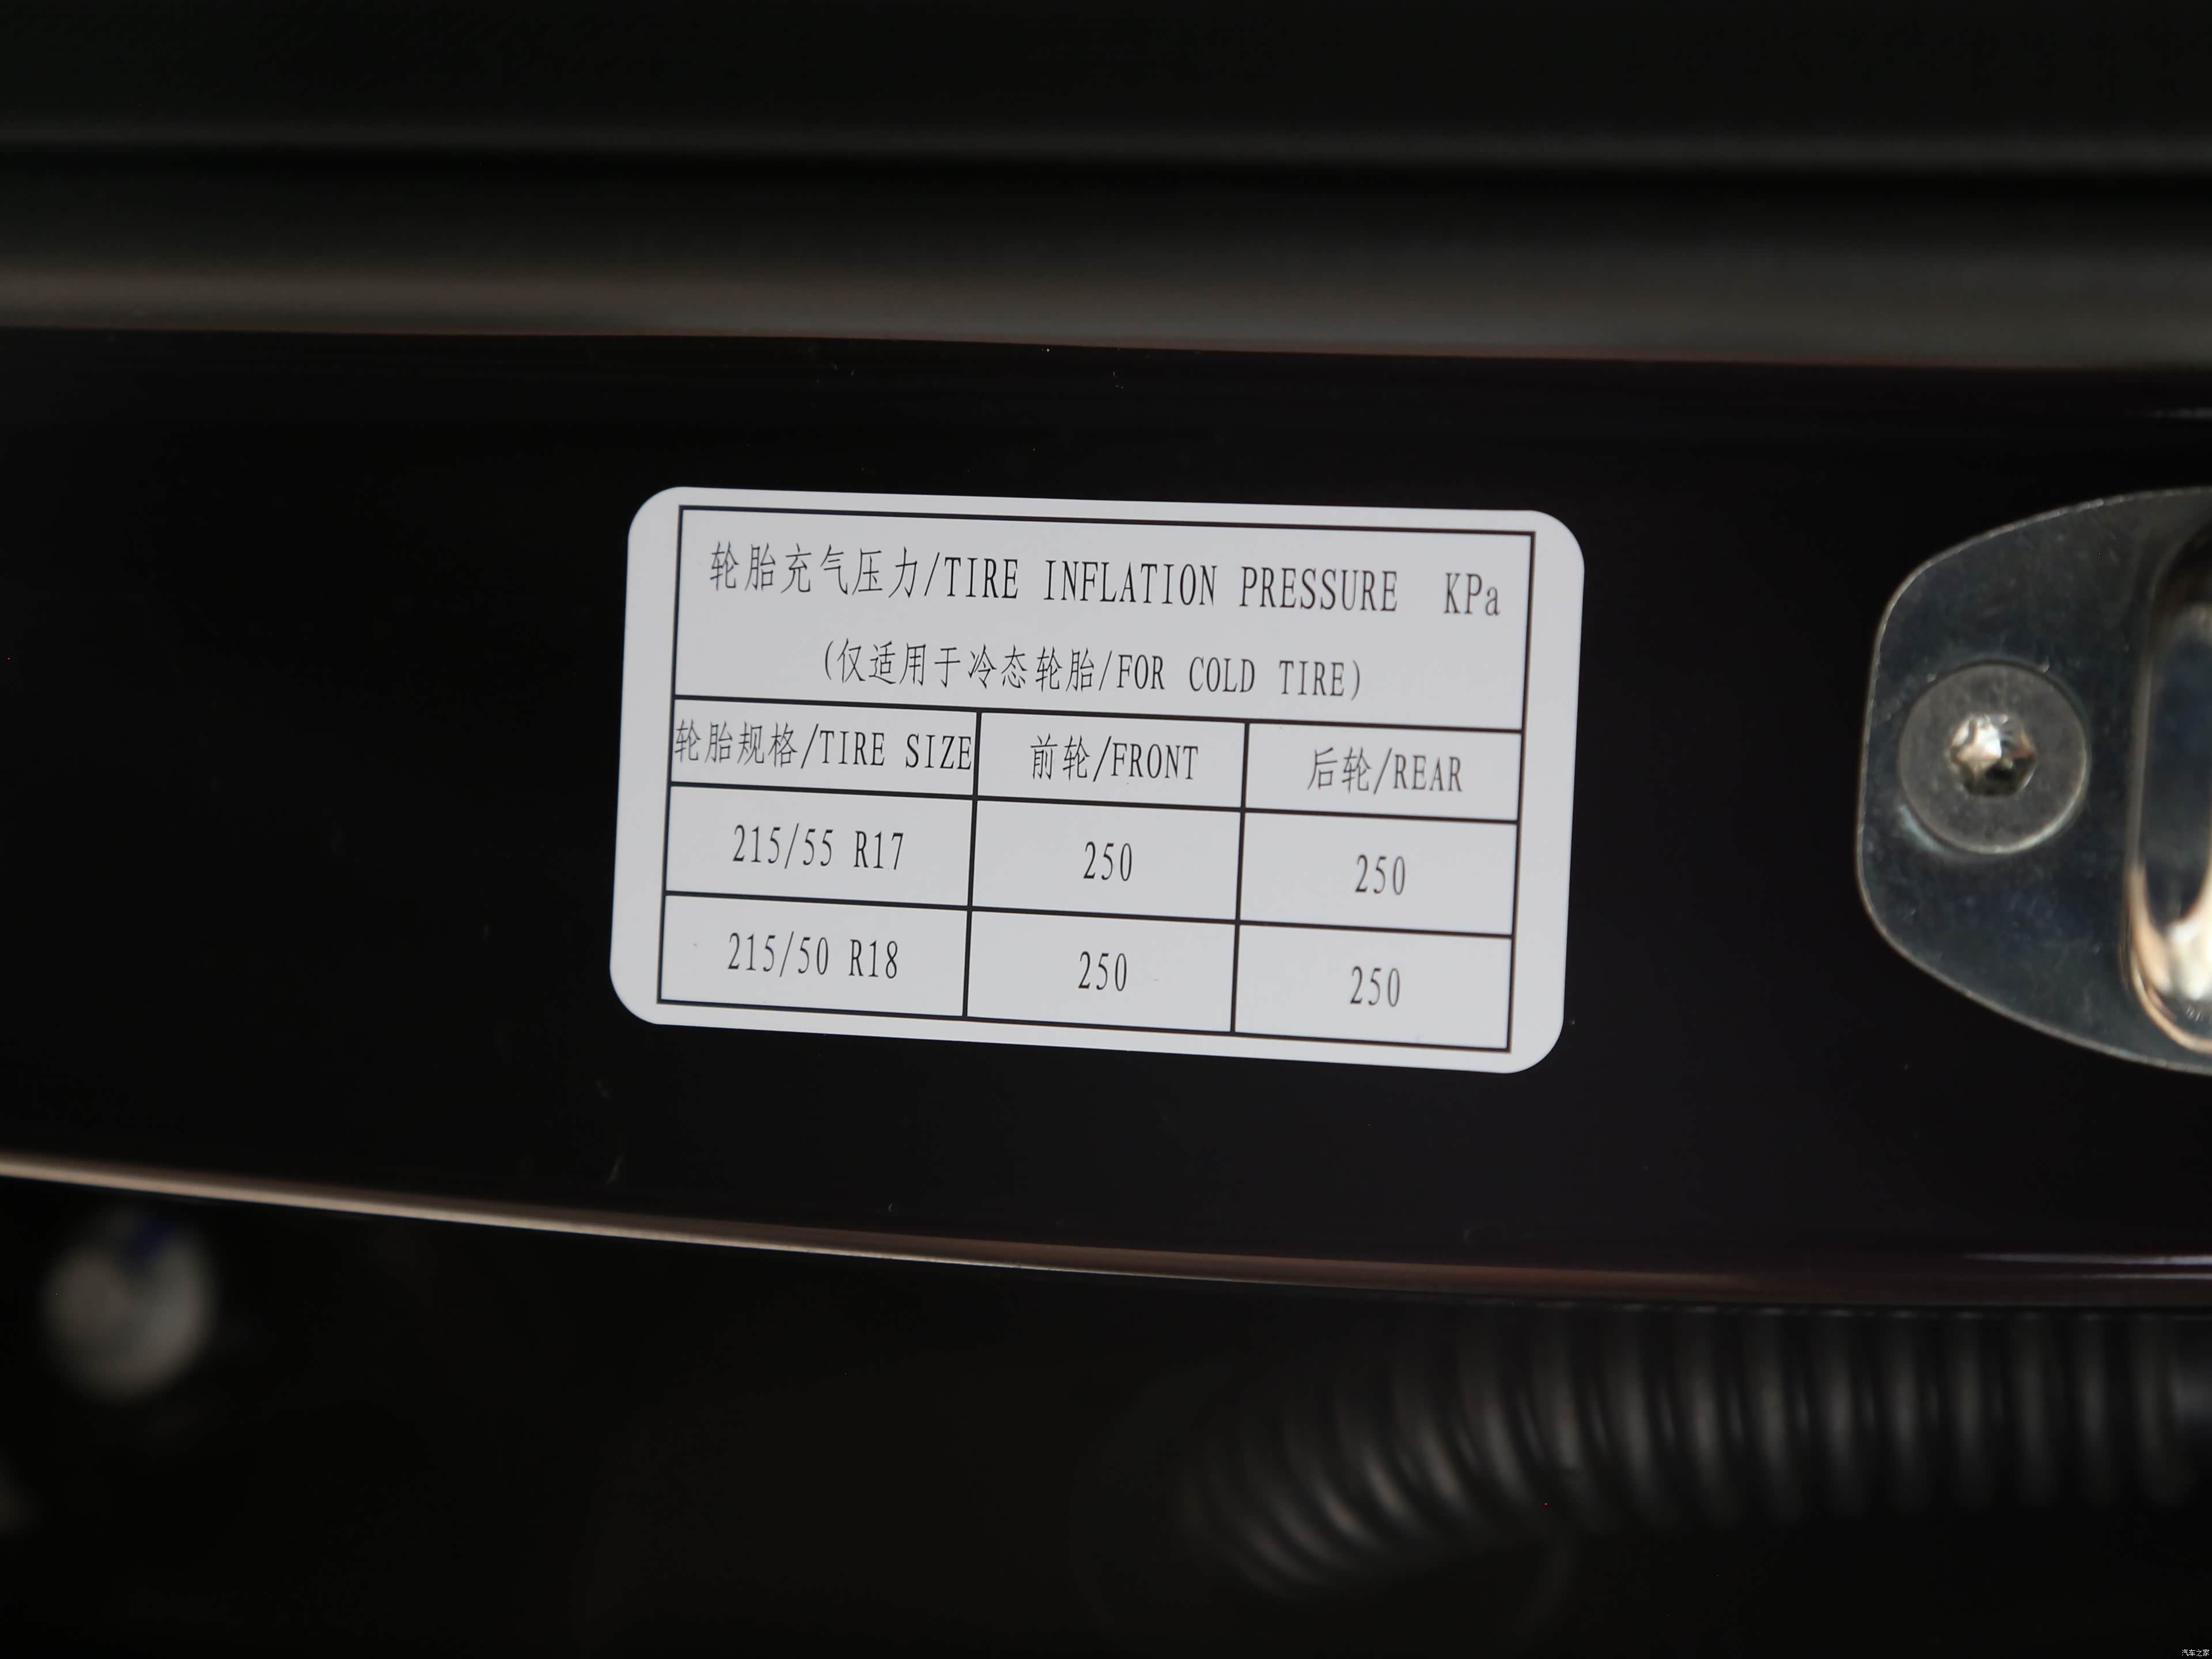 轮胎充气压力/TIRE INFLATION PRESSURE KPa
(仅适用于冷态轮胎/FOR COLD TIRE)
轮胎规格/TIRE SIZE 前轮/FRONT 后轮/REAR
215/55 R17 250 250
215/50 R18 250 250
汽车之家